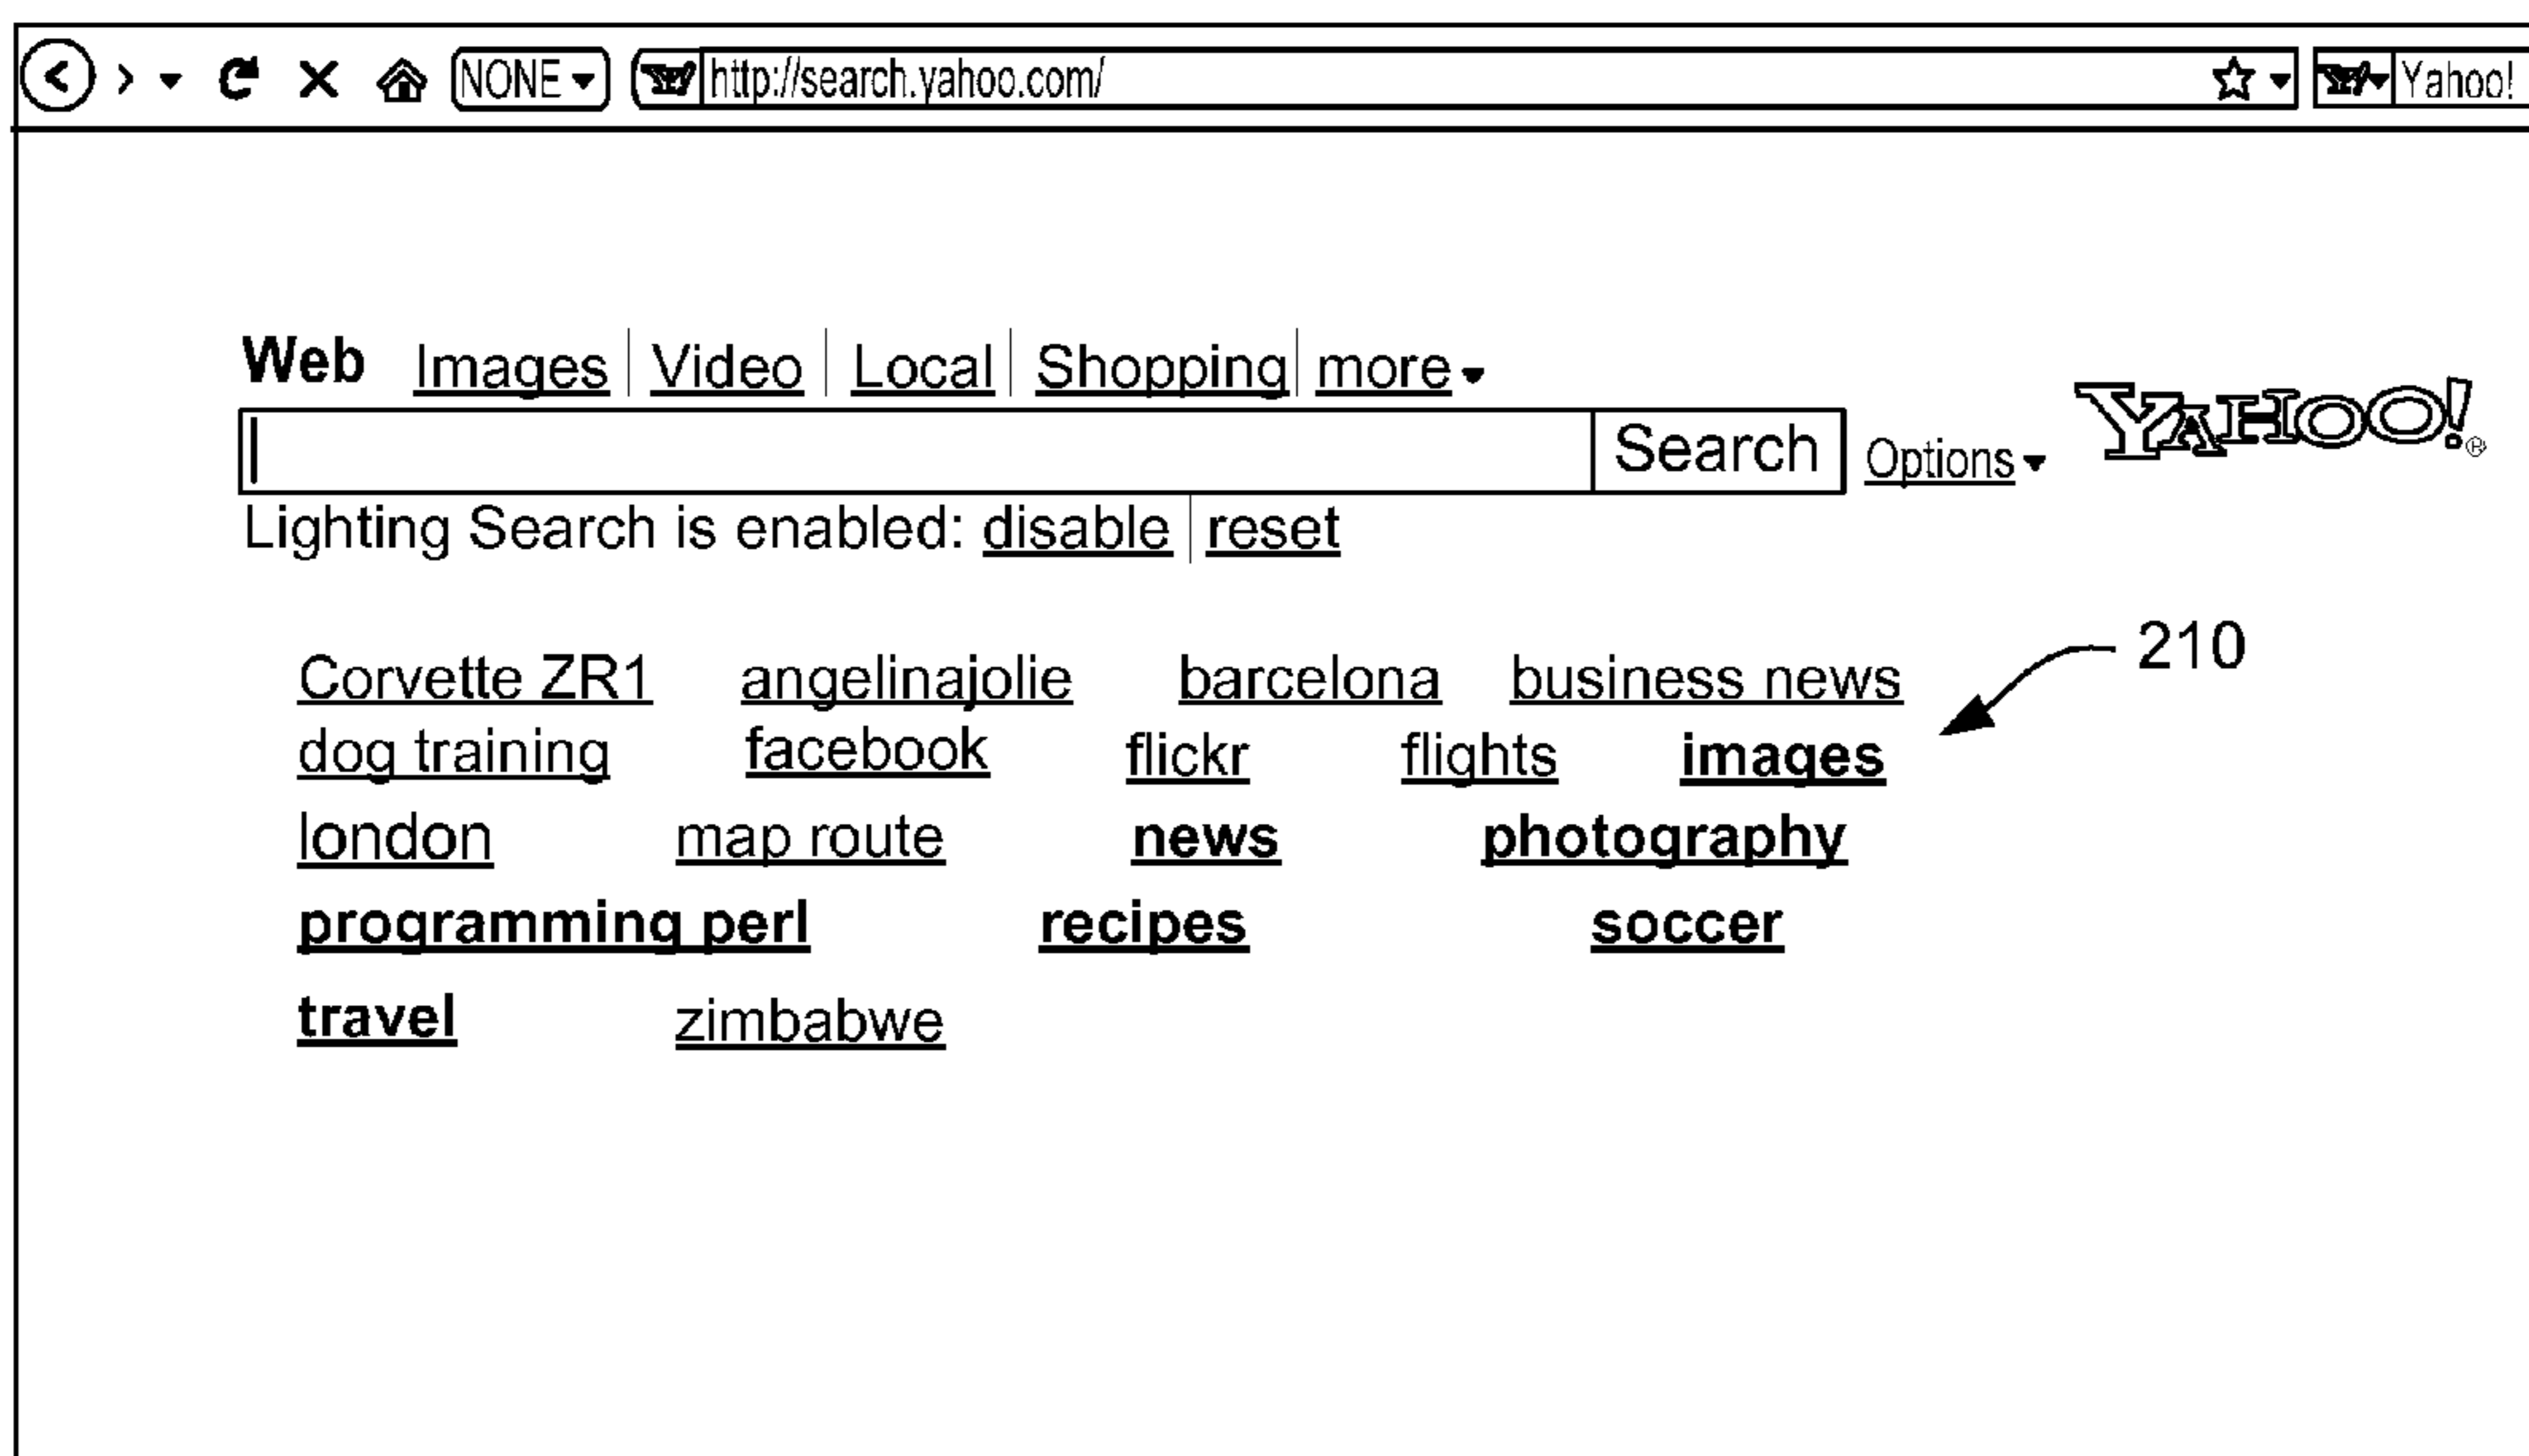 NONE http://search.yahoo.com/ Yahoo!
Web Images Video Local Shopping more
Search Options YAHOO!®
Lighting Search is enabled: disable reset
210
Corvette ZR1 angelinajolie barcelona business news
dog training facebook flickr flights images
london map route news photography
programming perl recipes soccer
travel zimbabwe